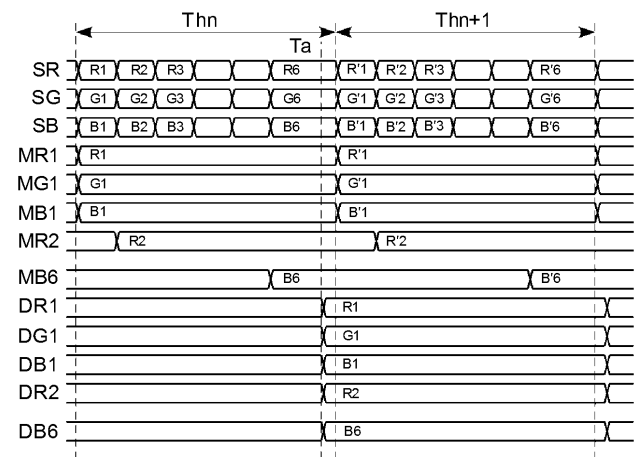 Thn Thn+1
Ta
SR R1 R2 R3 R6 R'1 R'2 R'3 R'6
SG G1 G2 G3 G6 G'1 G'2 G'3 G'6
SB B1 B2 B3 B6 B'1 B'2 B'3 B'6
MR1 R1 R'1
MG1 G1 G'1
MB1 B1 B'1
MR2 R2 R'2
MB6 B6 B'6
DR1 R1
DG1 G1
DB1 B1
DR2 R2
DB6 B6